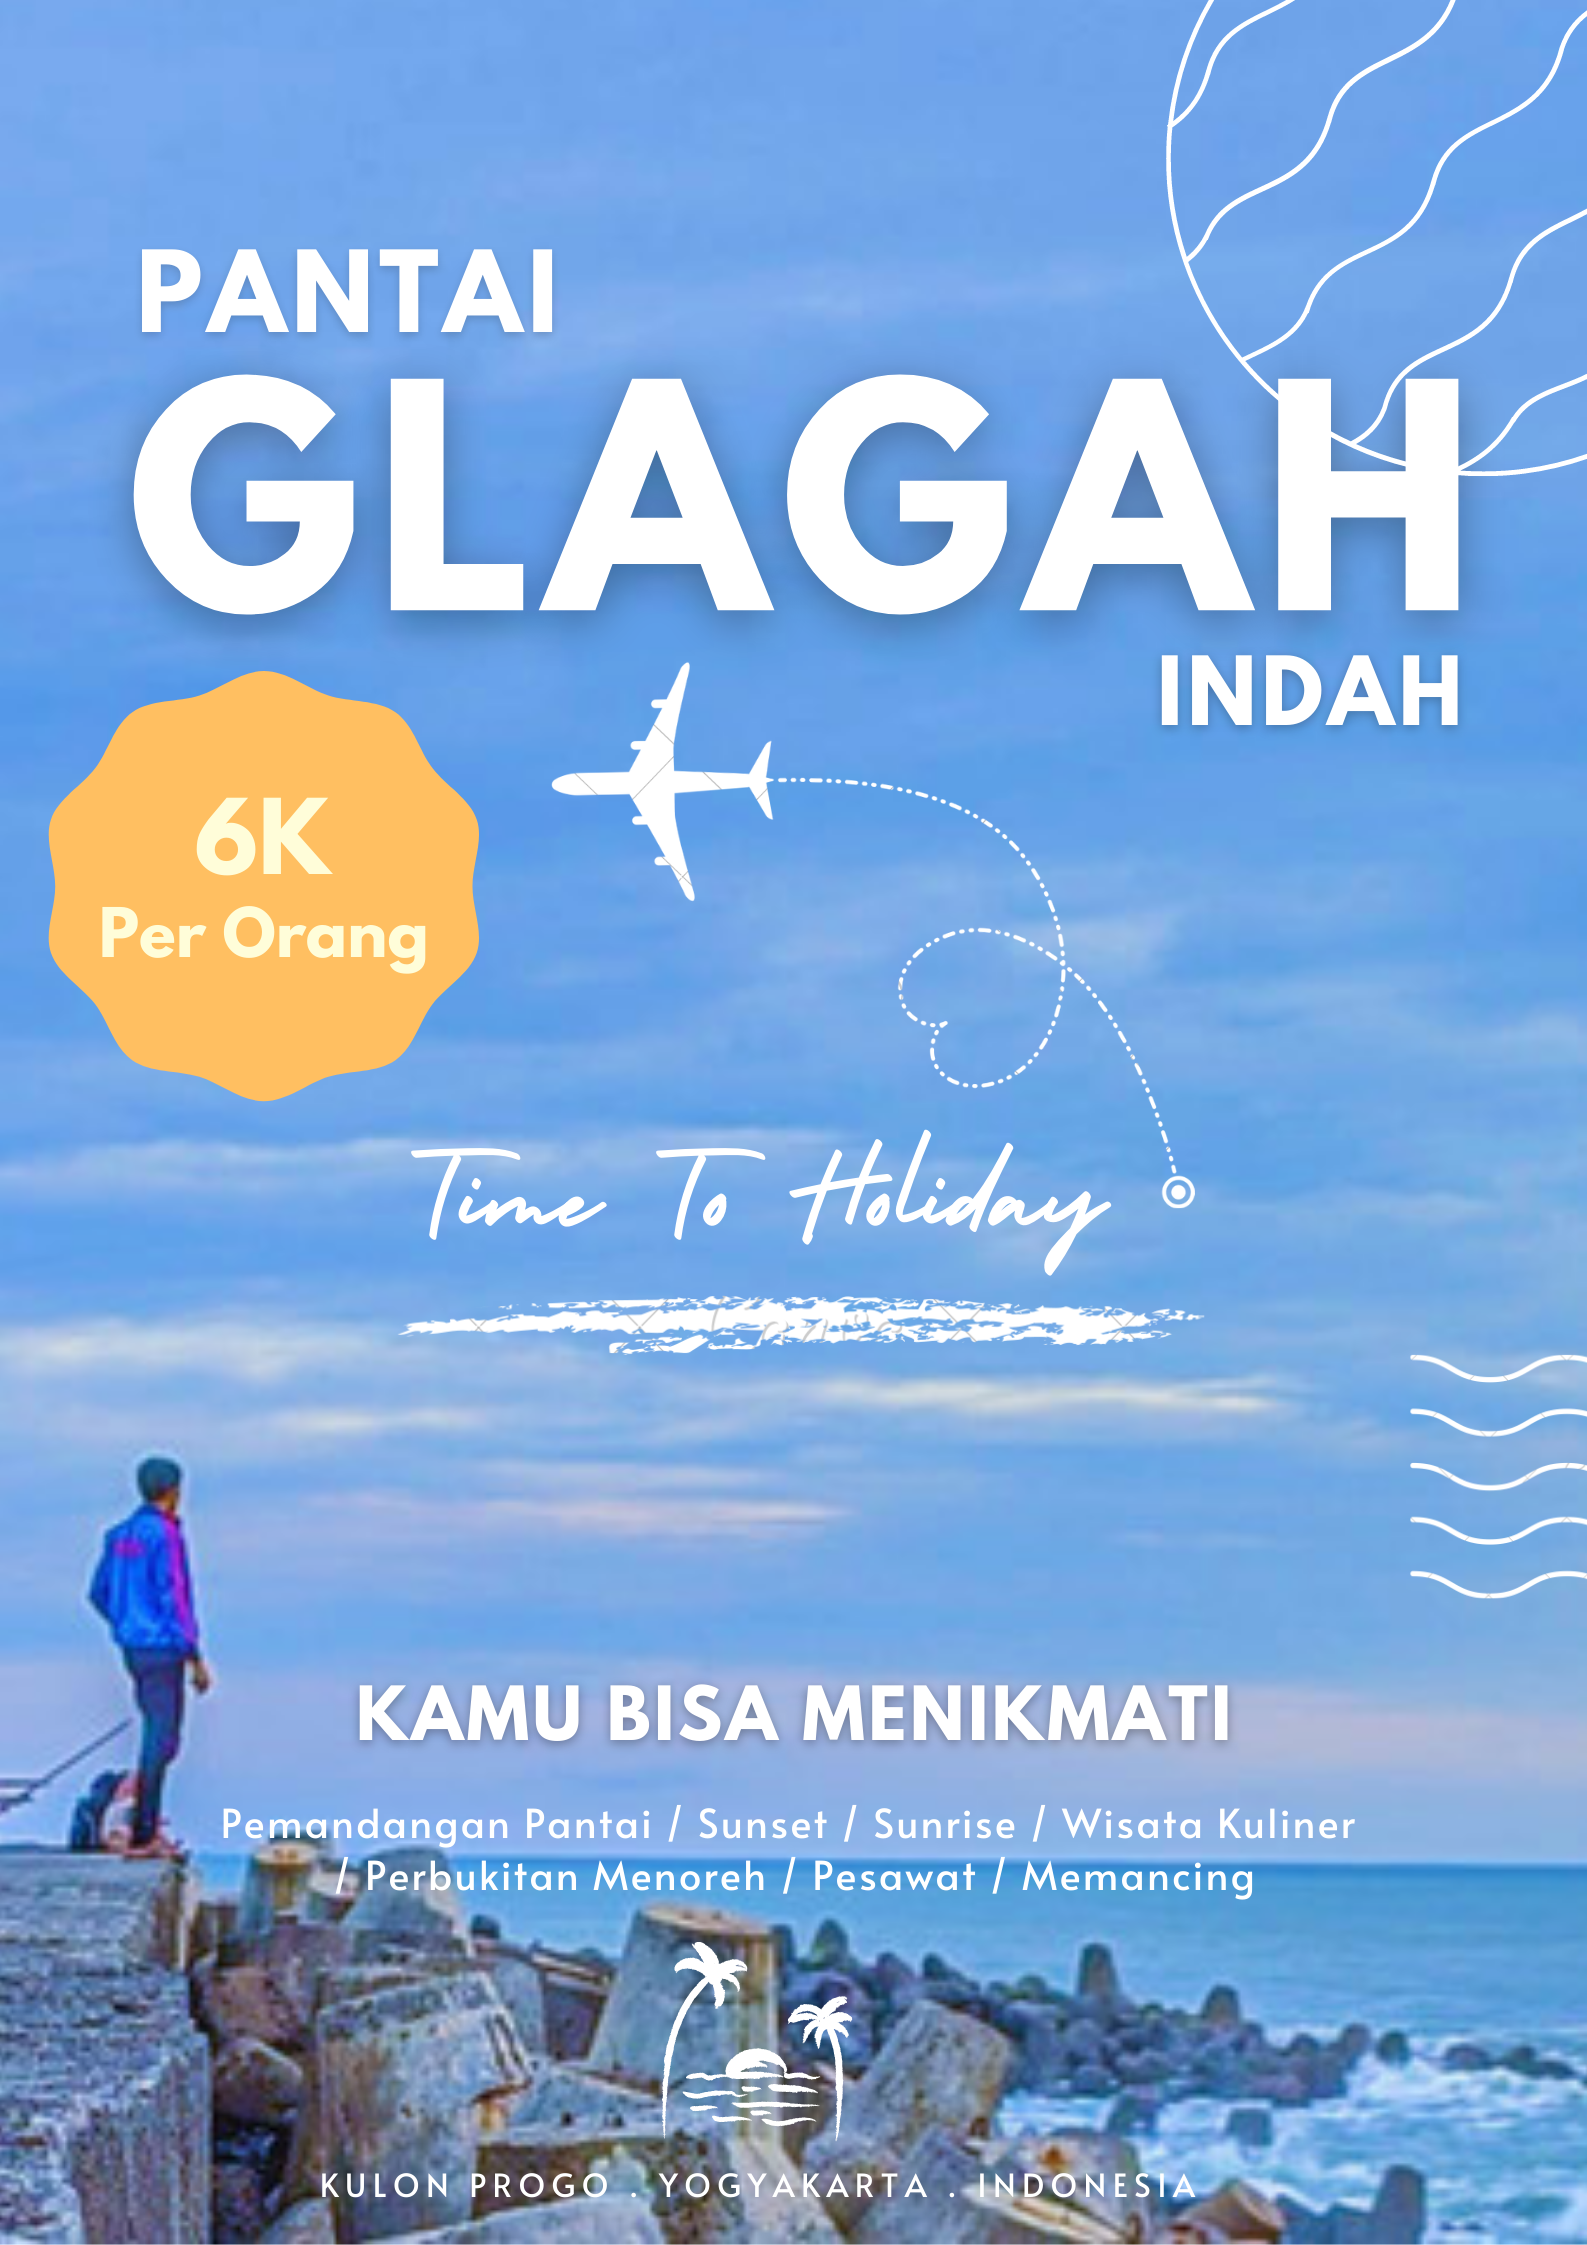 PANTAI
GLAGAH
INDAH
6K
Per Orang
Time To Holiday
KAMU BISA MENIKMATI
Pemandangan Pantai / Sunset / Sunrise / Wisata Kuliner
/ Perbukitan Menoreh / Pesawat / Memancing
KULON PROGO . YOGYAKARTA . INDONESIA